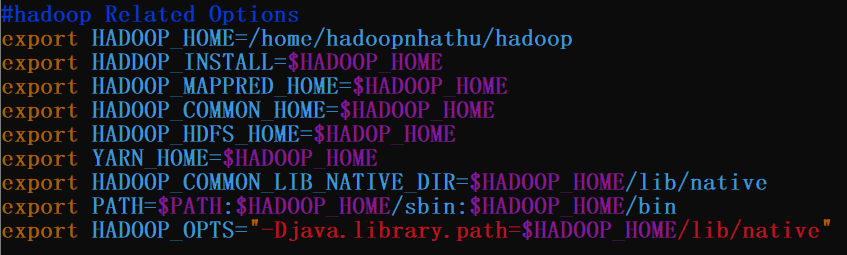 #hadoop Related Options
export HADOOP_HOME=/home/hadoopnhathu/hadoop
export HADDOP_INSTALL=$HADOOP_HOME
export HADOOP_MAPPRED_HOME=$HADOOP_HOME
export HADOOP_COMMON_HOME=$HADOOP_HOME
export HADOOP_HDFS_HOME=$HADOP_HOME
export YARN_HOME=$HADOOP_HOME
export HADOOP_COMMON_LIB_NATIVE_DIR=$HADOOP_HOME/lib/native
export PATH=$PATH:$HADOOP_HOME/sbin:$HADOOP_HOME/bin
export HADOOP_OPTS="-Djava.library.path=$HADOOP_HOME/lib/native"